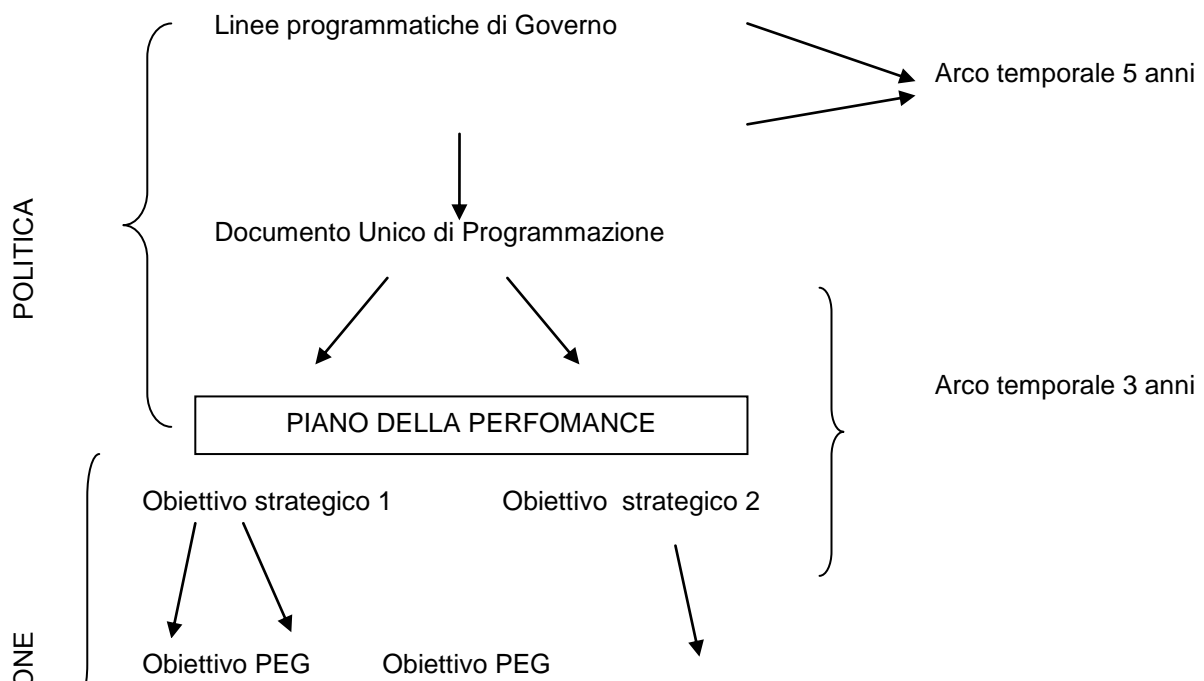 Linee programmatiche di Governo
Arco temporale 5 anni
POLITICA
Documento Unico di Programmazione
Arco temporale 3 anni
PIANO DELLA PERFOMANCE
Obiettivo strategico 1
Obiettivo strategico 2
Obiettivo PEG
Obiettivo PEG